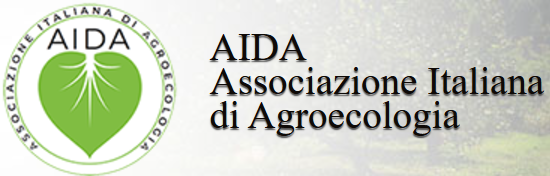 ASSOCIAZIONE ITALIANA DI AGROECOLOGIA
AIDA
AIDA
Associazione Italiana
di Agroecologia